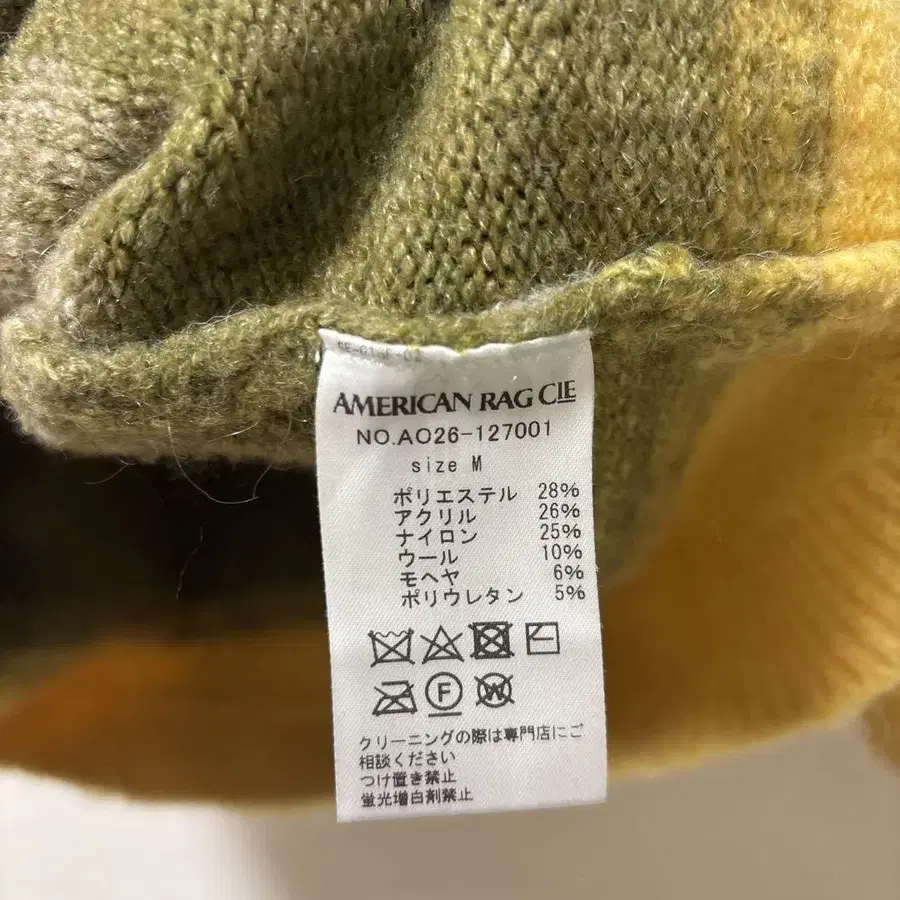 AMERICAN RAG CIE
NO.AO26-127001
size M
ポリエステル 28%
アクリル 26%
ナイロン 25%
ウール 10%
モヘヤ 6%
ポリウレタン 5%
F
W
クリーニングの際は専門店にご
相談ください
つけ置き禁止
蛍光増白剤禁止